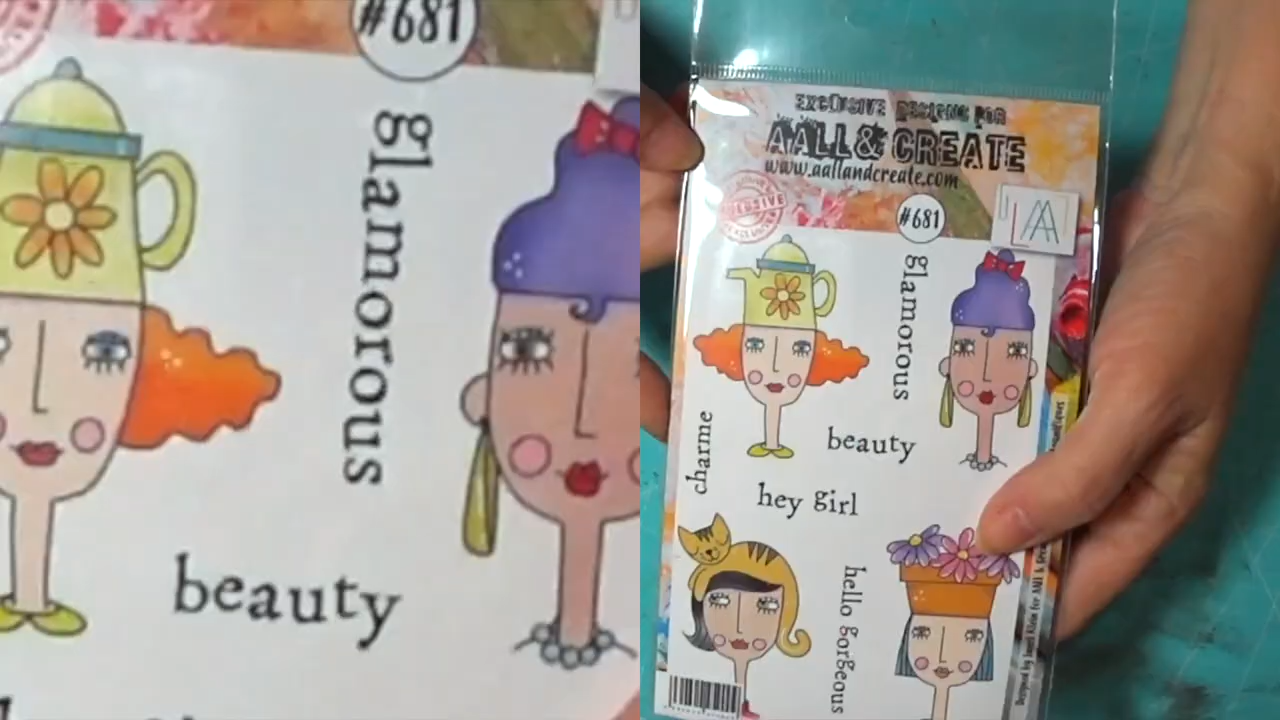 #681
glamorous
beauty
EXCLUSIVE DESIGNS FOR
AALL & CREATE
www.aallandcreate.com
#681
glamorous
charme
beauty
hey girl
hello gorgeous